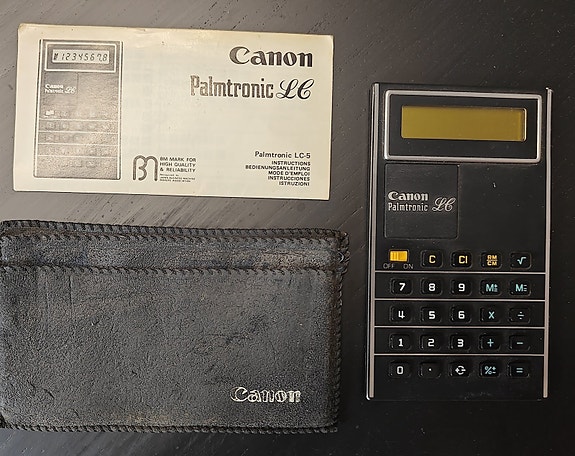 12345678
Canon
Palmtronic LC
Canon
Palmtronic LC
Palmtronic LC-5
INSTRUCTIONS
BEDIENUNGSANLEITUNG
MODE D'EMPLOI
INSTRUCCIONES
ISTRUZIONI
BM MARK FOR
HIGH QUALITY
& RELIABILITY
Canon
Canon
Palmtronic LC
OFF ON
C CI RM CM √
7 8 9 M± M=
4 5 6 X ÷
1 2 3 + −
0 · %± =